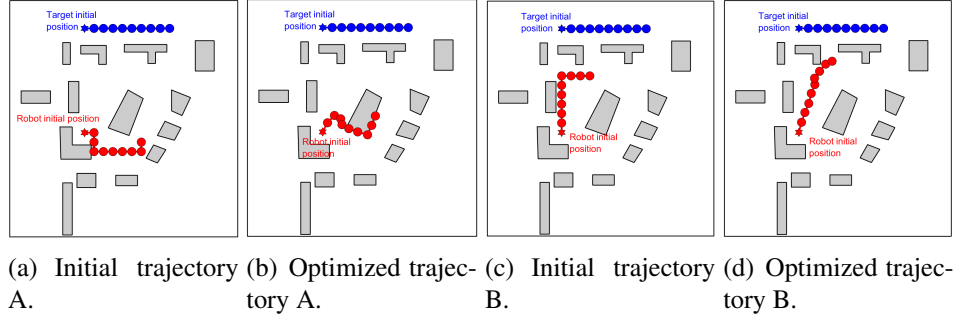 Target initial
position
Robot initial position
Target initial
position
Robot initial
position
Target initial
position
Robot initial
position
Target initial
position
Robot initial
position
(a) Initial trajectory
A.
(b) Optimized trajec-
tory A.
(c) Initial trajectory
B.
(d) Optimized trajec-
tory B.